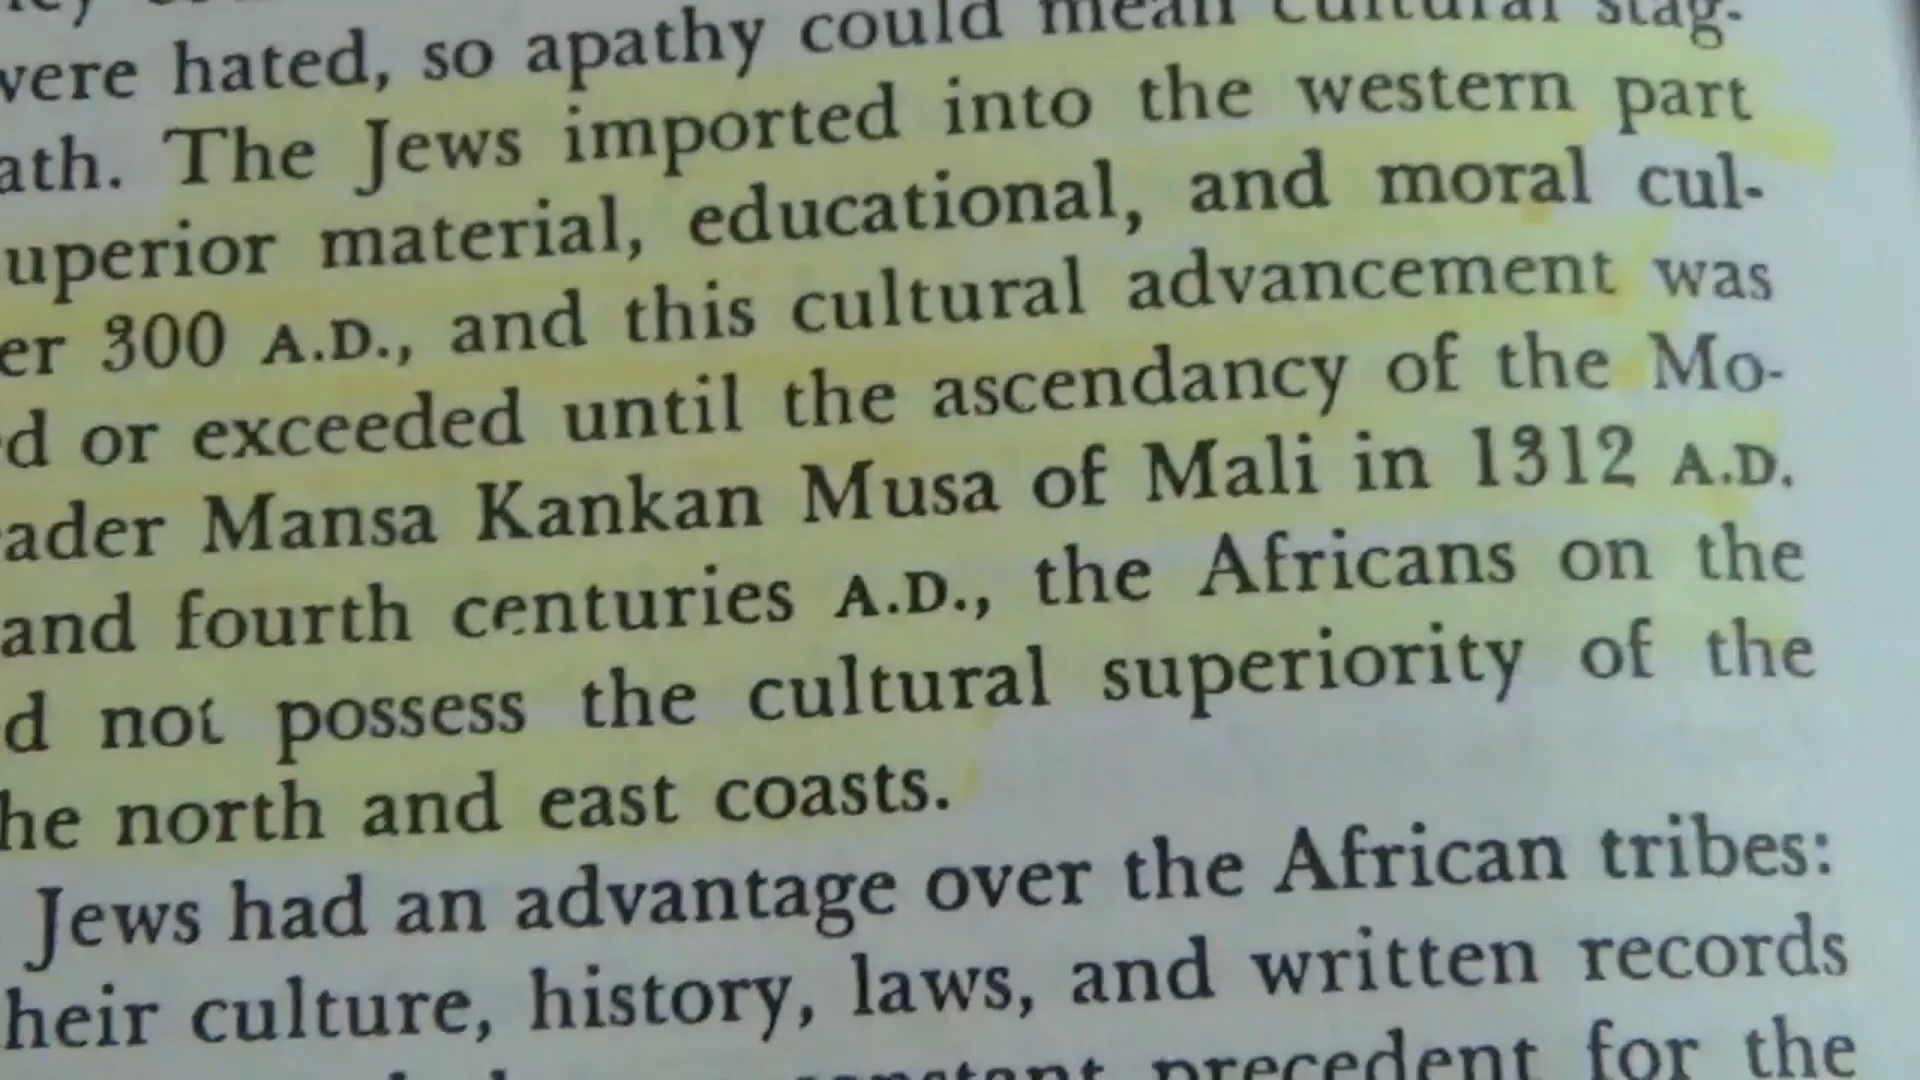 were hated, so apathy could mean cultural stag-
ath. The Jews imported into the western part
uperior material, educational, and moral cul-
er 300 A.D., and this cultural advancement was
d or exceeded until the ascendancy of the Mo-
ader Mansa Kankan Musa of Mali in 1312 A.D.
and fourth centuries A.D., the Africans on the
d not possess the cultural superiority of the
he north and east coasts.
Jews had an advantage over the African tribes:
heir culture, history, laws, and written records
constant precedent for the